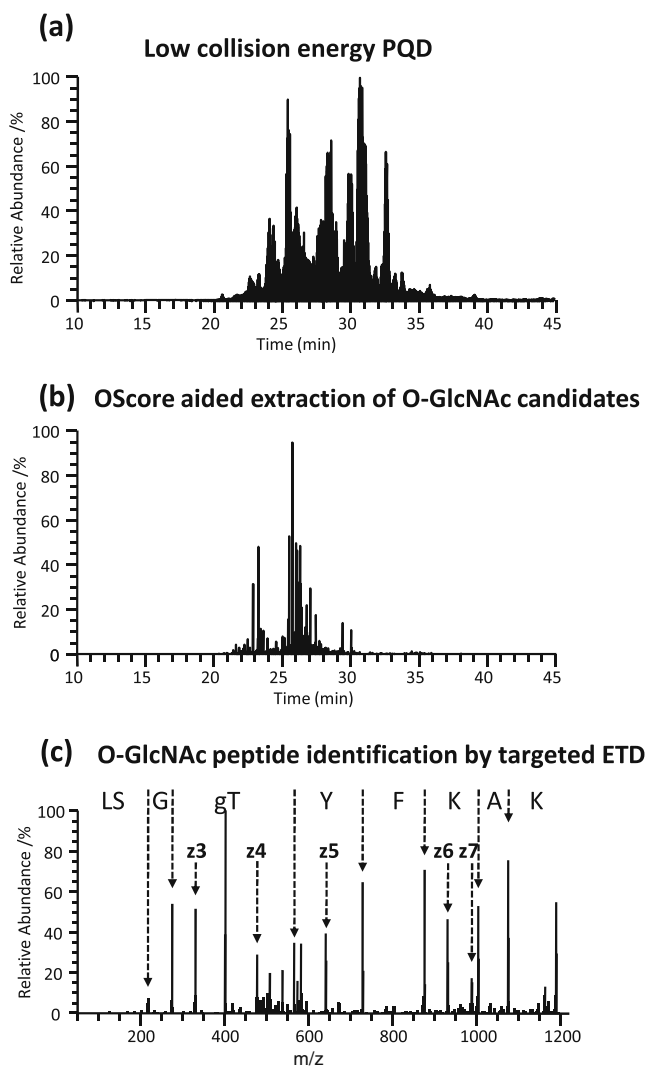 (a)
Low collision energy PQD
Relative Abundance /%
100
80
60
40
20
0
10 15 20 25 30 35 40 45
Time (min)
(b) OScore aided extraction of O-GlcNAc candidates
Relative Abundance /%
100
80
60
40
20
0
10 15 20 25 30 35 40 45
Time (min)
(c) O-GlcNAc peptide identification by targeted ETD
LS G gT Y F K A K
Relative Abundance /%
100
80
60
40
20
0
z3 z4 z5 z6 z7
200 400 600 800 1000 1200
m/z